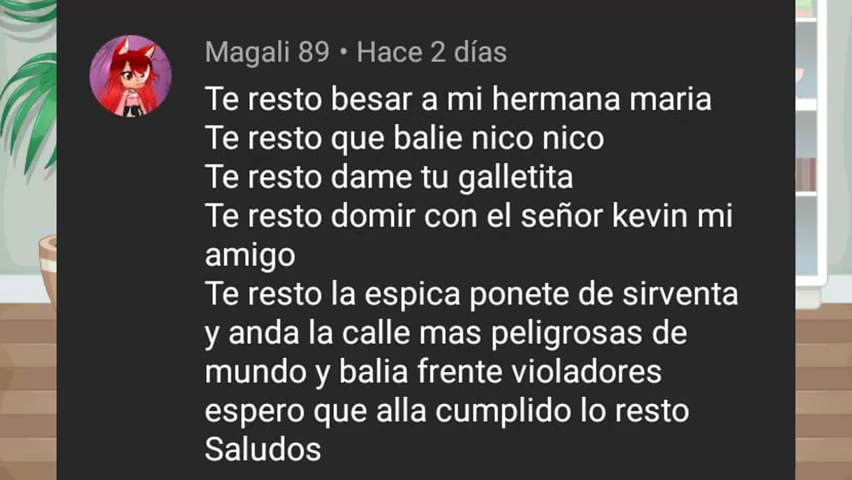 Magali 89 • Hace 2 días
Te resto besar a mi hermana maria
Te resto que balie nico nico
Te resto dame tu galletita
Te resto domir con el señor kevin mi
amigo
Te resto la espica ponete de sirventa
y anda la calle mas peligrosas de
mundo y balia frente violadores
espero que alla cumplido lo resto
Saludos